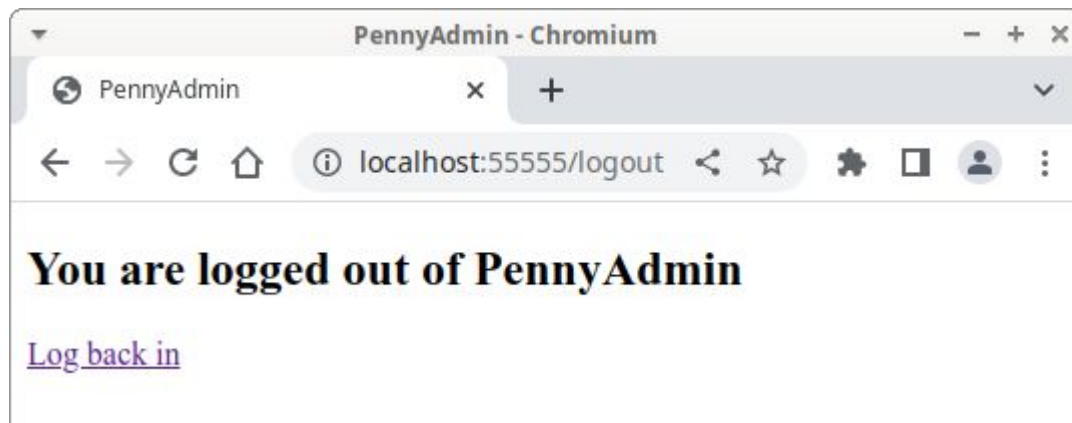 PennyAdmin - Chromium
PennyAdmin
localhost:55555/logout
You are logged out of PennyAdmin
Log back in